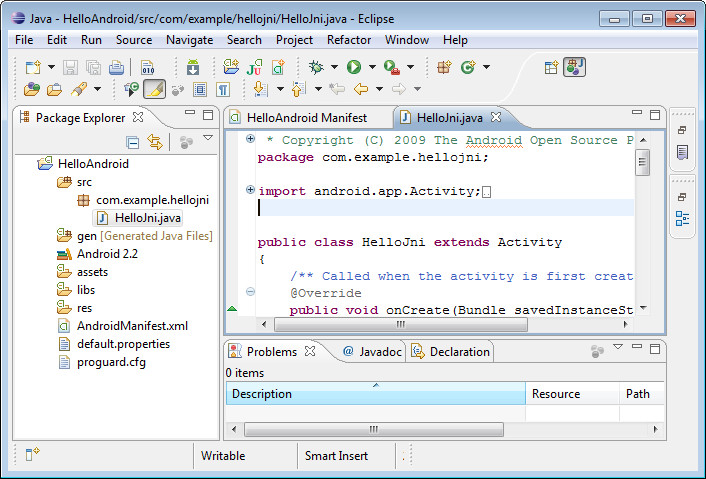 Java - HelloAndroid/src/com/example/hellojni/HelloJni.java - Eclipse
File Edit Run Source Navigate Search Project Refactor Window Help
Package Explorer
HelloAndroid
src
com.example.hellojni
HelloJni.java
gen [Generated Java Files]
Android 2.2
assets
libs
res
AndroidManifest.xml
default.properties
proguard.cfg
HelloAndroid Manifest HelloJni.java
* Copyright (C) 2009 The Android Open Source P
package com.example.hellojni;
import android.app.Activity;
public class HelloJni extends Activity
{
/** Called when the activity is first creat
@Override
public void onCreate(Bundle savedInstanceSt
Problems @ Javadoc Declaration
0 items
Description Resource Path
Writable Smart Insert